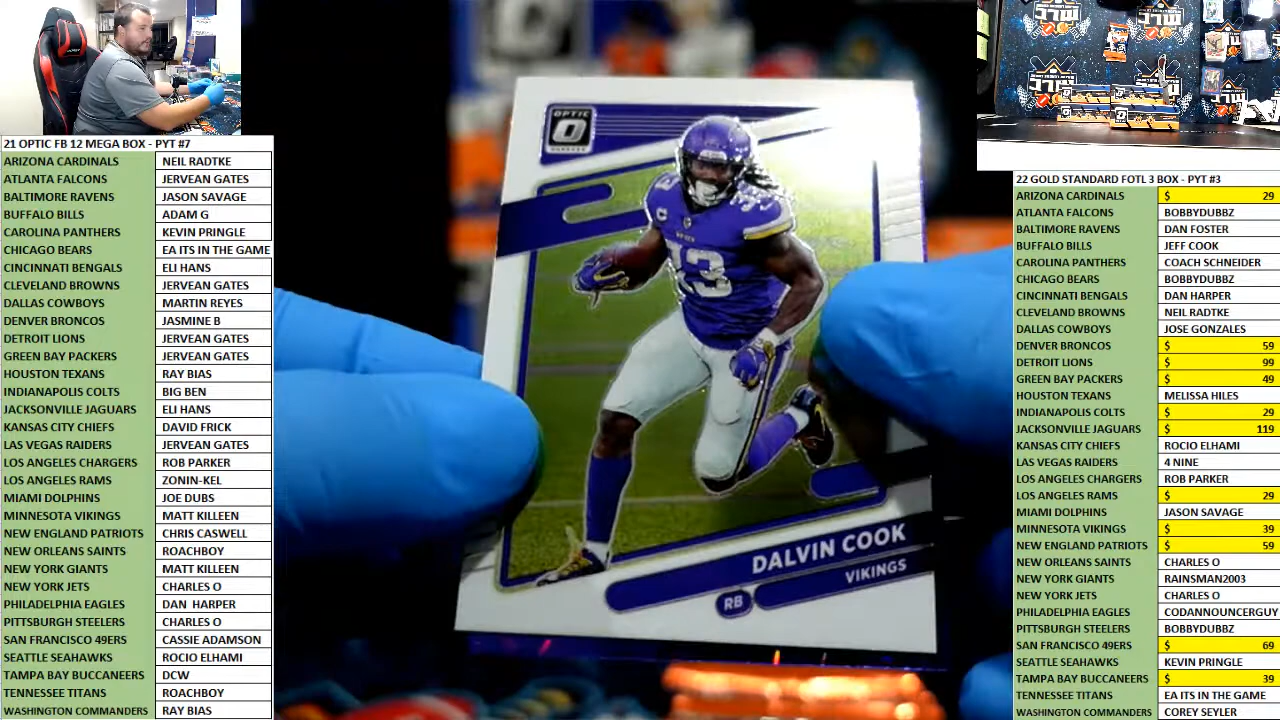 21 OPTIC FB 12 MEGA BOX - PYT #7
ARIZONA CARDINALS NEIL RADTKE
ATLANTA FALCONS JERVEAN GATES
BALTIMORE RAVENS JASON SAVAGE
BUFFALO BILLS ADAM G
CAROLINA PANTHERS KEVIN PRINGLE
CHICAGO BEARS EA ITS IN THE GAME
CINCINNATI BENGALS ELI HANS
CLEVELAND BROWNS JERVEAN GATES
DALLAS COWBOYS MARTIN REYES
DENVER BRONCOS JASMINE B
DETROIT LIONS JERVEAN GATES
GREEN BAY PACKERS JERVEAN GATES
HOUSTON TEXANS RAY BIAS
INDIANAPOLIS COLTS BIG BEN
JACKSONVILLE JAGUARS ELI HANS
KANSAS CITY CHIEFS DAVID FRICK
LAS VEGAS RAIDERS JERVEAN GATES
LOS ANGELES CHARGERS ROB PARKER
LOS ANGELES RAMS ZONIN-KEL
MIAMI DOLPHINS JOE DUBS
MINNESOTA VIKINGS MATT KILLEEN
NEW ENGLAND PATRIOTS CHRIS CASWELL
NEW ORLEANS SAINTS ROACHBOY
NEW YORK GIANTS MATT KILLEEN
NEW YORK JETS CHARLES O
PHILADELPHIA EAGLES DAN HARPER
PITTSBURGH STEELERS CHARLES O
SAN FRANCISCO 49ERS CASSIE ADAMSON
SEATTLE SEAHAWKS ROCIO ELHAMI
TAMPA BAY BUCCANEERS DCW
TENNESSEE TITANS ROACHBOY
WASHINGTON COMMANDERS RAY BIAS
OPTIC
33
DALVIN COOK
VIKINGS
RB
22 GOLD STANDARD FOTL 3 BOX - PYT #3
ARIZONA CARDINALS $ 29
ATLANTA FALCONS BOBBYDUBBZ
BALTIMORE RAVENS DAN FOSTER
BUFFALO BILLS JEFF COOK
CAROLINA PANTHERS COACH SCHNEIDER
CHICAGO BEARS BOBBYDUBBZ
CINCINNATI BENGALS DAN HARPER
CLEVELAND BROWNS NEIL RADTKE
DALLAS COWBOYS JOSE GONZALES
DENVER BRONCOS $ 59
DETROIT LIONS $ 99
GREEN BAY PACKERS $ 49
HOUSTON TEXANS MELISSA HILES
INDIANAPOLIS COLTS $ 29
JACKSONVILLE JAGUARS $ 119
KANSAS CITY CHIEFS ROCIO ELHAMI
LAS VEGAS RAIDERS 4 NINE
LOS ANGELES CHARGERS ROB PARKER
LOS ANGELES RAMS $ 29
MIAMI DOLPHINS JASON SAVAGE
MINNESOTA VIKINGS $ 39
NEW ENGLAND PATRIOTS $ 59
NEW ORLEANS SAINTS CHARLES O
NEW YORK GIANTS RAINSMAN2003
NEW YORK JETS CHARLES O
PHILADELPHIA EAGLES CODANNOUNCERGUY
PITTSBURGH STEELERS BOBBYDUBBZ
SAN FRANCISCO 49ERS $ 69
SEATTLE SEAHAWKS KEVIN PRINGLE
TAMPA BAY BUCCANEERS $ 39
TENNESSEE TITANS EA ITS IN THE GAME
WASHINGTON COMMANDERS COREY SEYLER